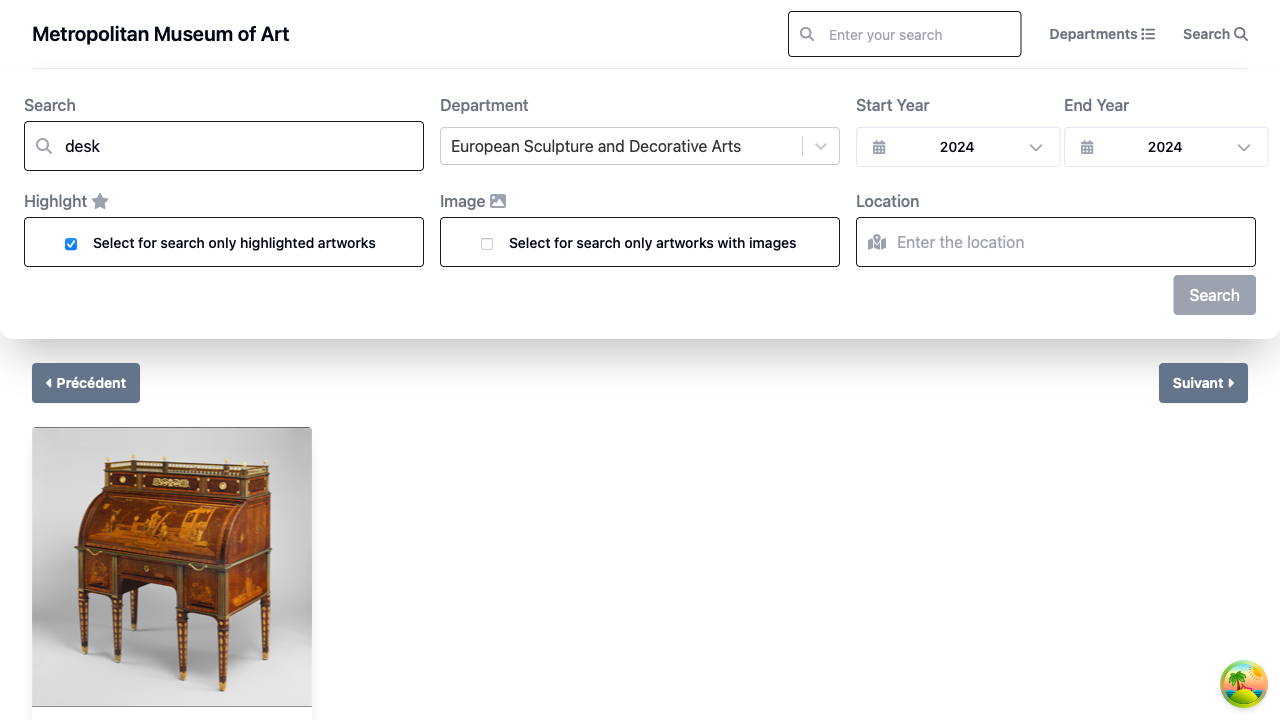 Metropolitan Museum of Art
Enter your search
Departments
Search
Search
desk
Department
European Sculpture and Decorative Arts
Start Year
2024
End Year
2024
Highlght
Select for search only highlighted artworks
Image
Select for search only artworks with images
Location
Enter the location
Search
Précédent
Suivant